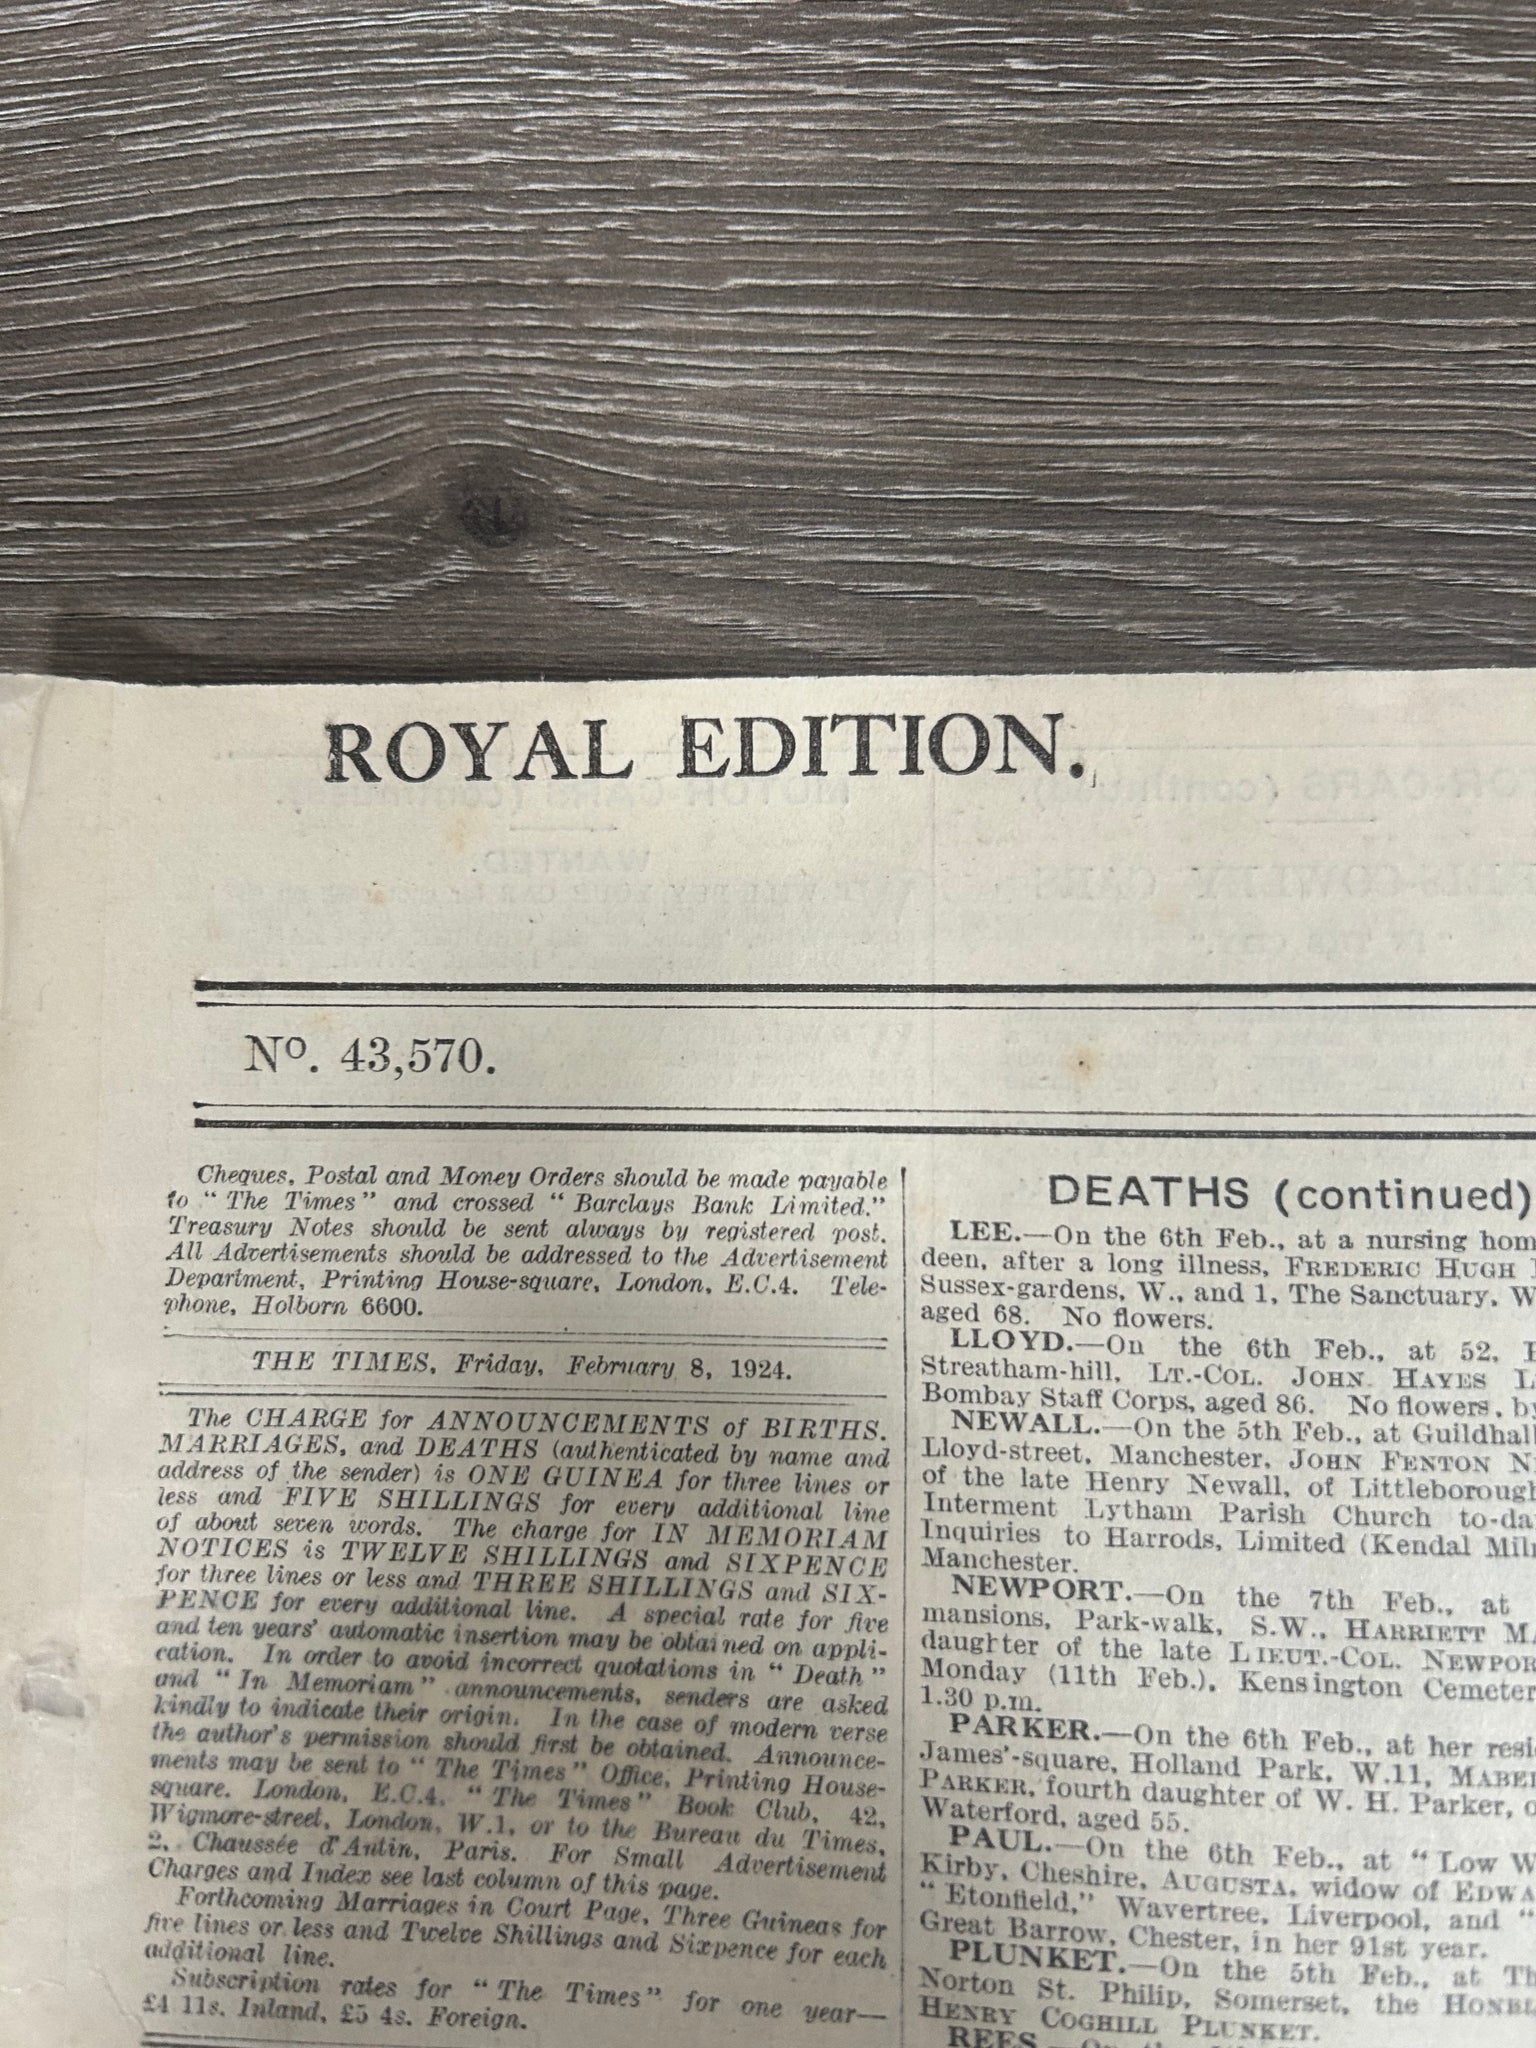 ROYAL EDITION.
No. 43,570.
Cheques, Postal and Money Orders should be made payable
to "The Times" and crossed "Barclays Bank Limited."
Treasury Notes should be sent always by registered post.
All Advertisements should be addressed to the Advertisement
Department, Printing House-square, London, E.C.4. Tele-
phone, Holborn 6600.
THE TIMES, Friday, February 8, 1924.
The CHARGE for ANNOUNCEMENTS of BIRTHS,
MARRIAGES, and DEATHS (authenticated by name and
address of the sender) is ONE GUINEA for three lines or
less and FIVE SHILLINGS for every additional line
of about seven words. The charge for IN MEMORIAM
NOTICES is TWELVE SHILLINGS and SIXPENCE
for three lines or less and THREE SHILLINGS and SIX-
PENCE for every additional line. A special rate for five
and ten years' automatic insertion may be obtained on appli-
cation. In order to avoid incorrect quotations in "Death"
and "In Memoriam" announcements, senders are asked
kindly to indicate their origin. In the case of modern verse
the author's permission should first be obtained. Announce-
ments may be sent to "The Times" Office, Printing House-
square, London, E.C.4, "The Times" Book Club, 42,
Wigmore-street, London, W.1, or to the Bureau du Times,
2, Chaussée d'Antin, Paris. For Small Advertisement
Charges and Index see last column of this page.
Forthcoming Marriages in Court Page, Three Guineas for
five lines or less and Twelve Shillings and Sixpence for each
additional line.
Subscription rates for "The Times" for one year—
£4 11s. Inland, £5 4s. Foreign.
DEATHS (continued)
LEE.—On the 6th Feb., at a nursing hom
deen, after a long illness, FREDERIC HUGH
Sussex-gardens, W., and 1, The Sanctuary, W
aged 68. No flowers.
LLOYD.—On the 6th Feb., at 52,
Streatham-hill, LT.-COL. JOHN HAYES L
Bombay Staff Corps, aged 86. No flowers, by
NEWALL.—On the 5th Feb., at Guildhall
Lloyd-street, Manchester, JOHN FENTON N
of the late Henry Newall, of Littleborough
Interment Lytham Parish Church to-da
Inquiries to Harrods, Limited (Kendal Miln
Manchester.
NEWPORT.—On the 7th Feb., at
mansions, Park-walk, S.W., HARRIETT MA
daughter of the late LIEUT.-COL. NEWPOR
Monday (11th Feb.), Kensington Cemeter
1.30 p.m.
PARKER.—On the 6th Feb., at her resi
James'-square, Holland Park, W.11, MABEL
PARKER, fourth daughter of W. H. Parker, o
Waterford, aged 55.
PAUL.—On the 6th Feb., at "Low W
Kirby, Cheshire, AUGUSTA, widow of EDWA
"Etonfield," Wavertree, Liverpool, and "
Great Barrow, Chester, in her 91st year.
PLUNKET.—On the 5th Feb., at Th
Norton St. Philip, Somerset, the HONBL
HENRY COGHILL PLUNKET.
REES.—On the